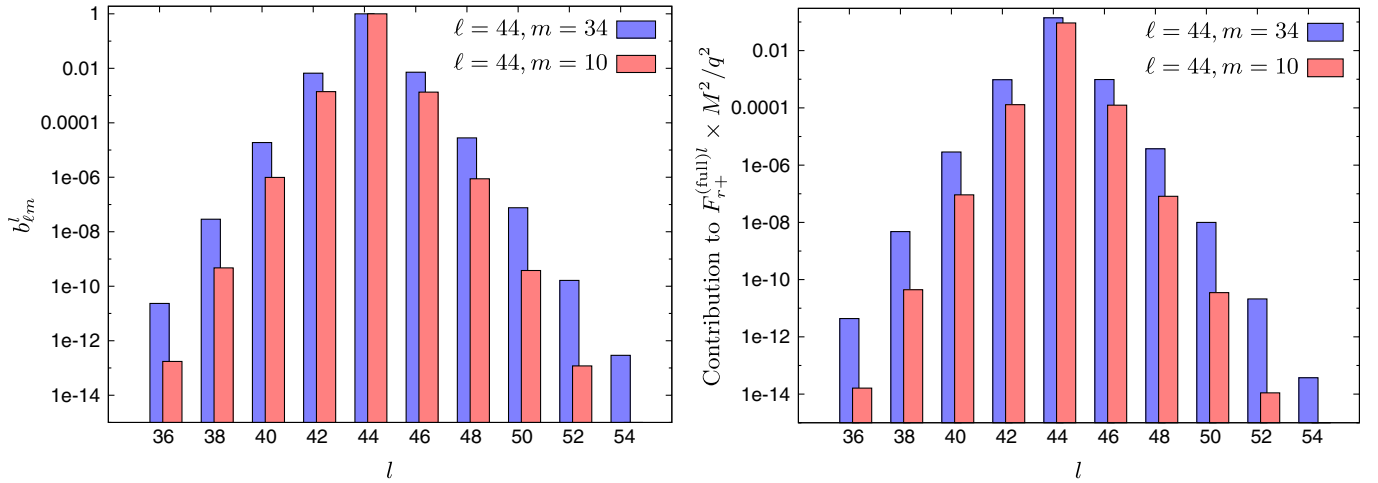 1
0.01
0.0001
1e-06
1e-08
1e-10
1e-12
1e-14
b^l_{ℓm}
ℓ = 44, m = 34
ℓ = 44, m = 10
36 38 40 42 44 46 48 50 52 54
l
0.01
0.0001
1e-06
1e-08
1e-10
1e-12
1e-14
Contribution to F_{r+}^{(full)l} × M²/q²
ℓ = 44, m = 34
ℓ = 44, m = 10
36 38 40 42 44 46 48 50 52 54
l